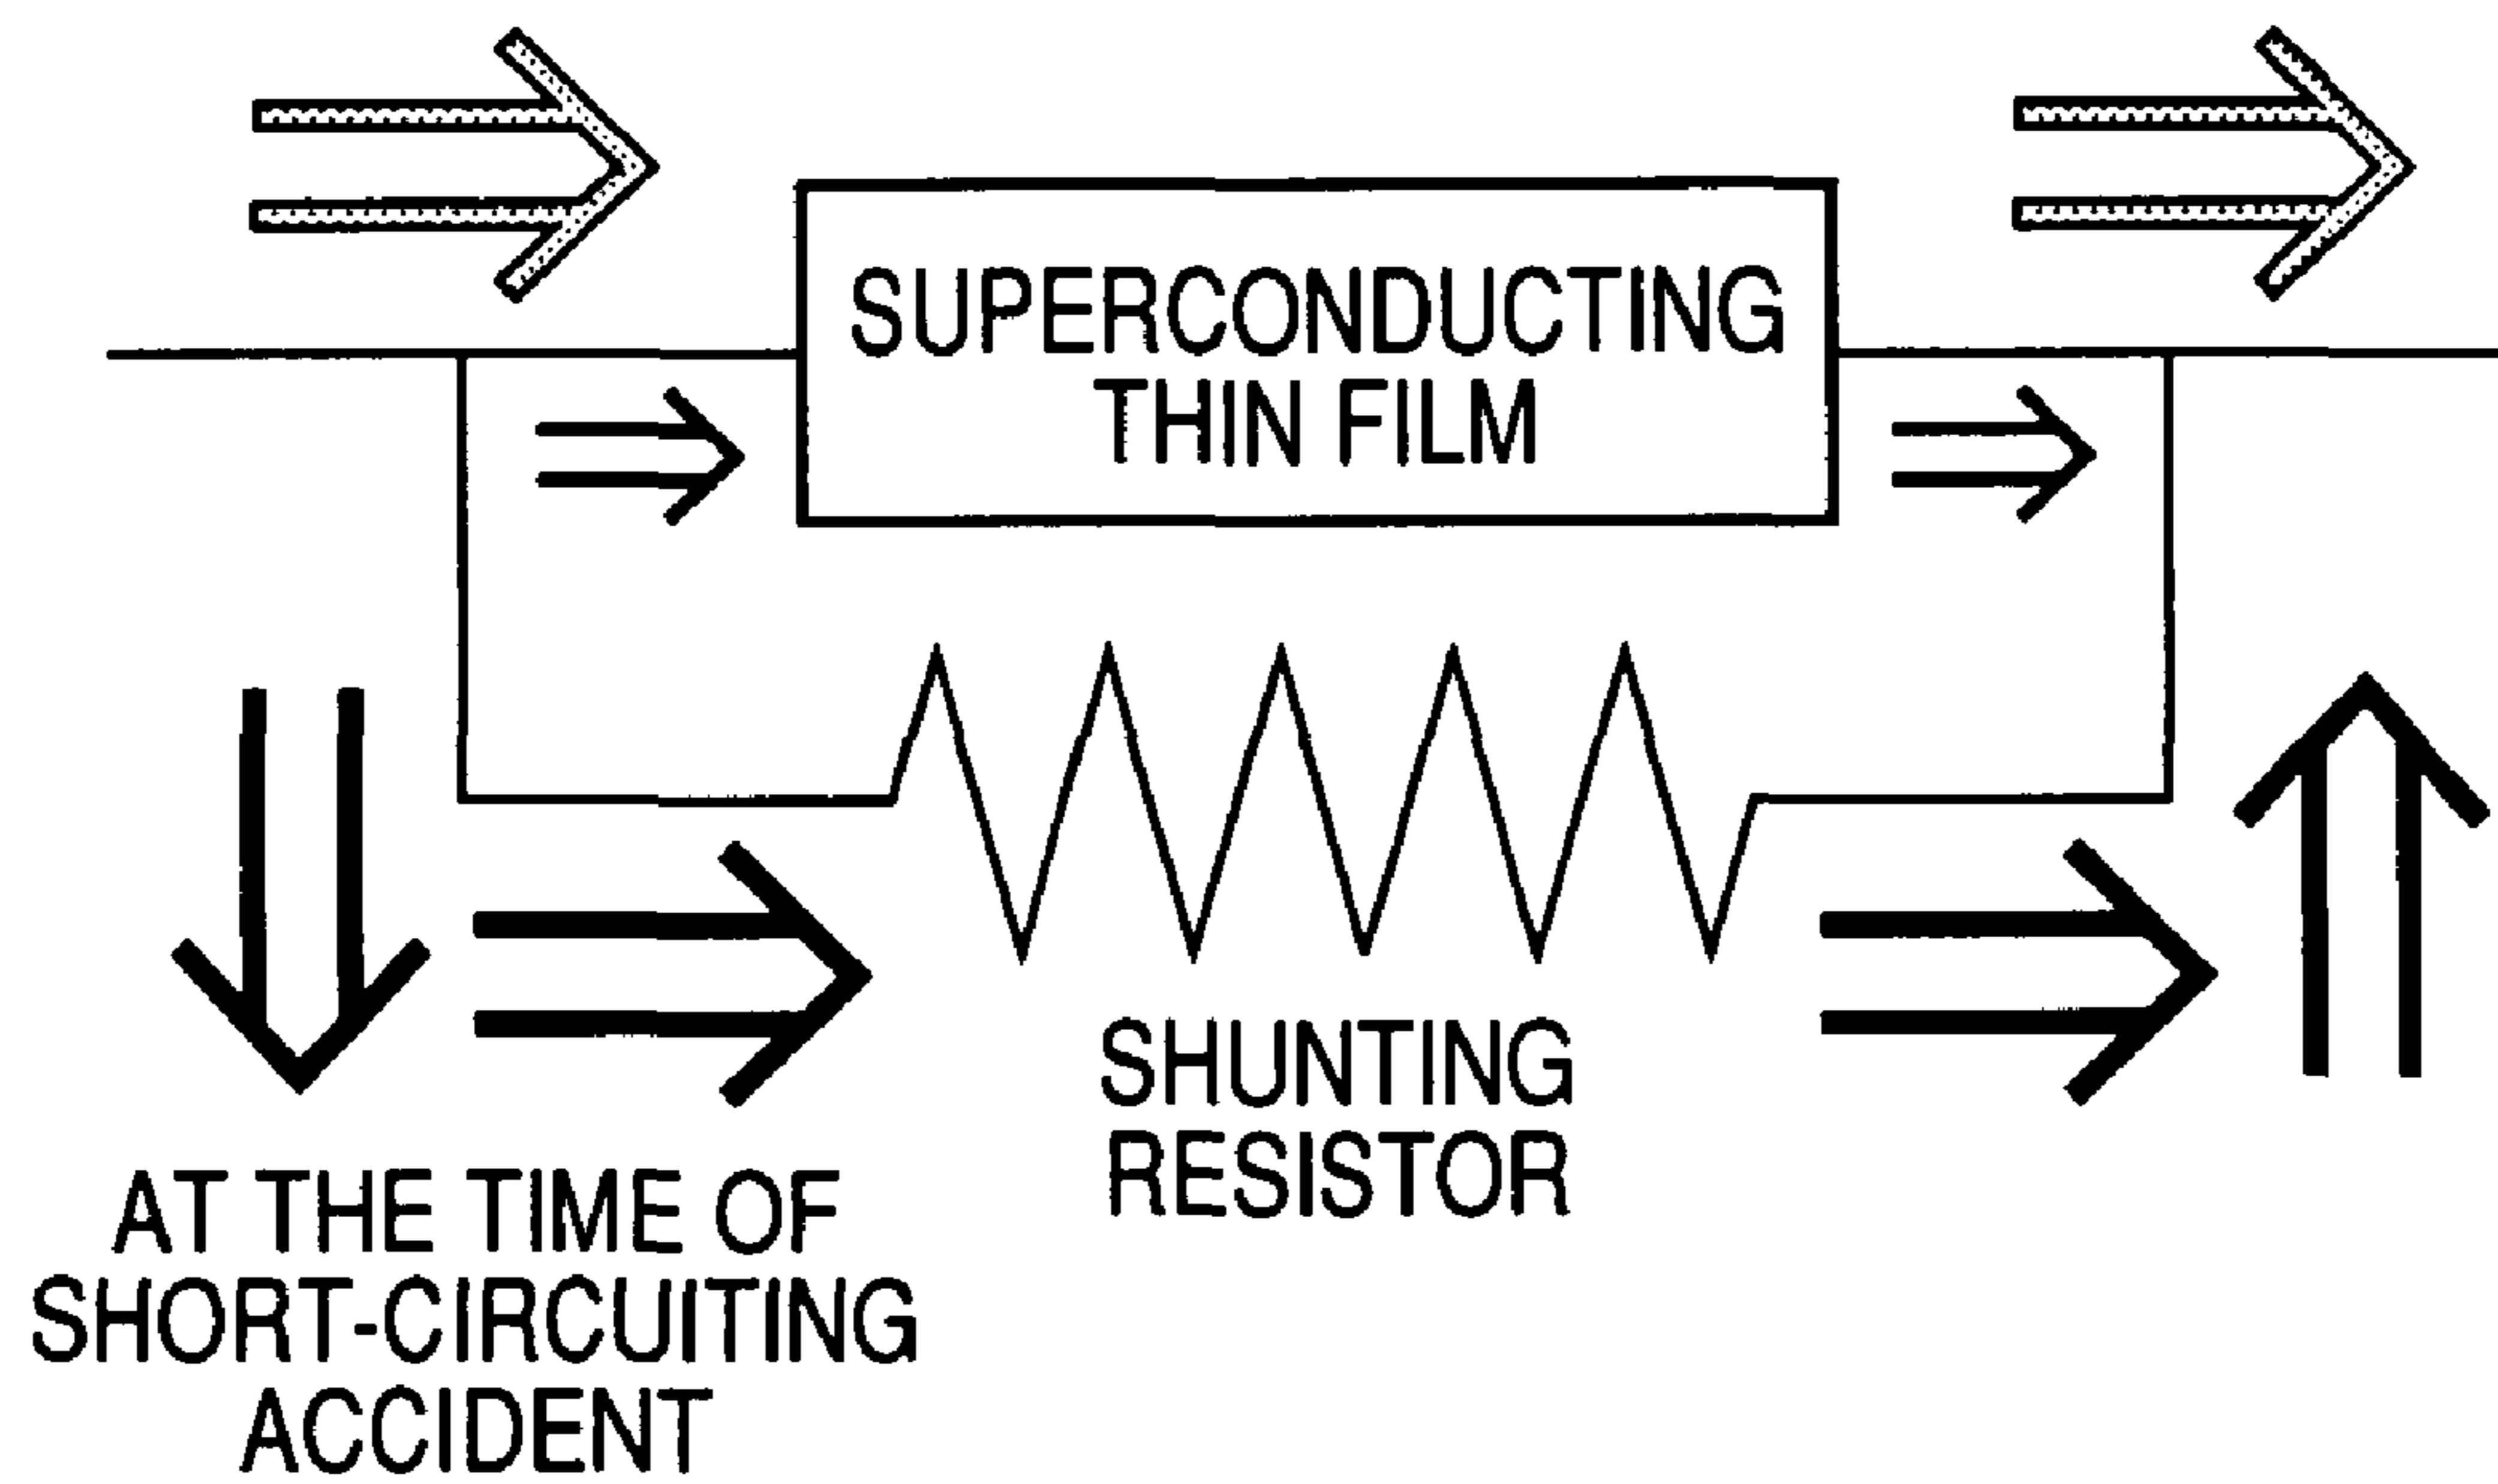 SUPERCONDUCTING
THIN FILM
SHUNTING
RESISTOR
AT THE TIME OF
SHORT-CIRCUITING
ACCIDENT